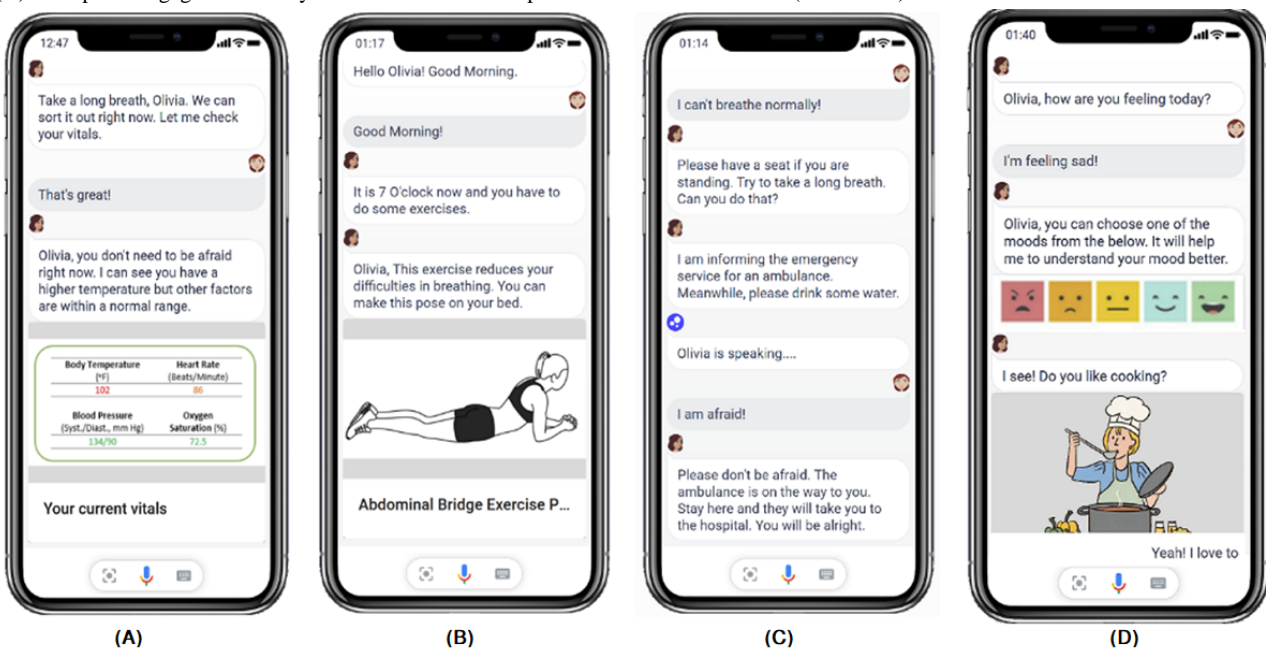 12:47
Take a long breath, Olivia. We can
sort it out right now. Let me check
your vitals.
That's great!
Olivia, you don't need to be afraid
right now. I can see you have a
higher temperature but other factors
are within a normal range.
Body Temperature Heart Rate
(°F) (Beats/Minute)
102 86
Blood Pressure Oxygen
(Syst./Diast., mm Hg) Saturation (%)
134/90 72.5
Your current vitals
(A)
01:17
Hello Olivia! Good Morning.
Good Morning!
It is 7 O'clock now and you have to
do some exercises.
Olivia, This exercise reduces your
difficulties in breathing. You can
make this pose on your bed.
Abdominal Bridge Exercise P...
(B)
01:14
I can't breathe normally!
Please have a seat if you are
standing. Try to take a long breath.
Can you do that?
I am informing the emergency
service for an ambulance.
Meanwhile, please drink some water.
Olivia is speaking....
I am afraid!
Please don't be afraid. The
ambulance is on the way to you.
Stay here and they will take you to
the hospital. You will be alright.
(C)
01:40
Olivia, how are you feeling today?
I'm feeling sad!
Olivia, you can choose one of the
moods from the below. It will help
me to understand your mood better.
I see! Do you like cooking?
Yeah! I love to
(D)